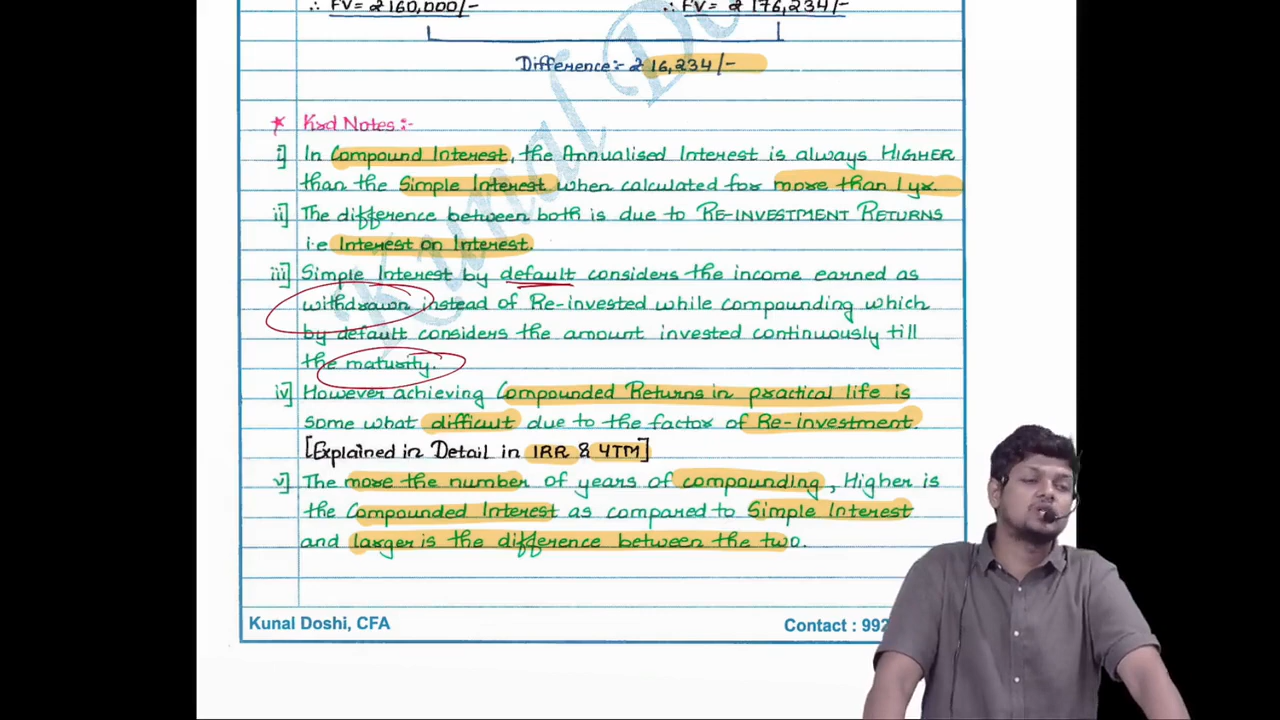 ∴ FV= ₹160,000/- ∴ FV= ₹176,234/-
Difference:- ₹16,234/-
* Ksd Notes:-
i] In Compound Interest, the Annualised Interest is always HIGHER
than the Simple Interest when calculated for more than 1 yr.
ii] The difference between both is due to RE-INVESTMENT RETURNS
i.e Interest on Interest.
iii] Simple Interest by default considers the income earned as
withdrawn instead of Re-invested while compounding which
by default considers the amount invested continuously till
the maturity.
iv] However achieving Compounded Returns in practical life is
some what difficult due to the factor of Re-investment.
[Explained in Detail in IRR & YTM]
v] The more the number of years of compounding, Higher is
the Compounded Interest as compared to Simple Interest
and larger is the difference between the two.
Kunal Doshi, CFA Contact : 992
Kunal Do